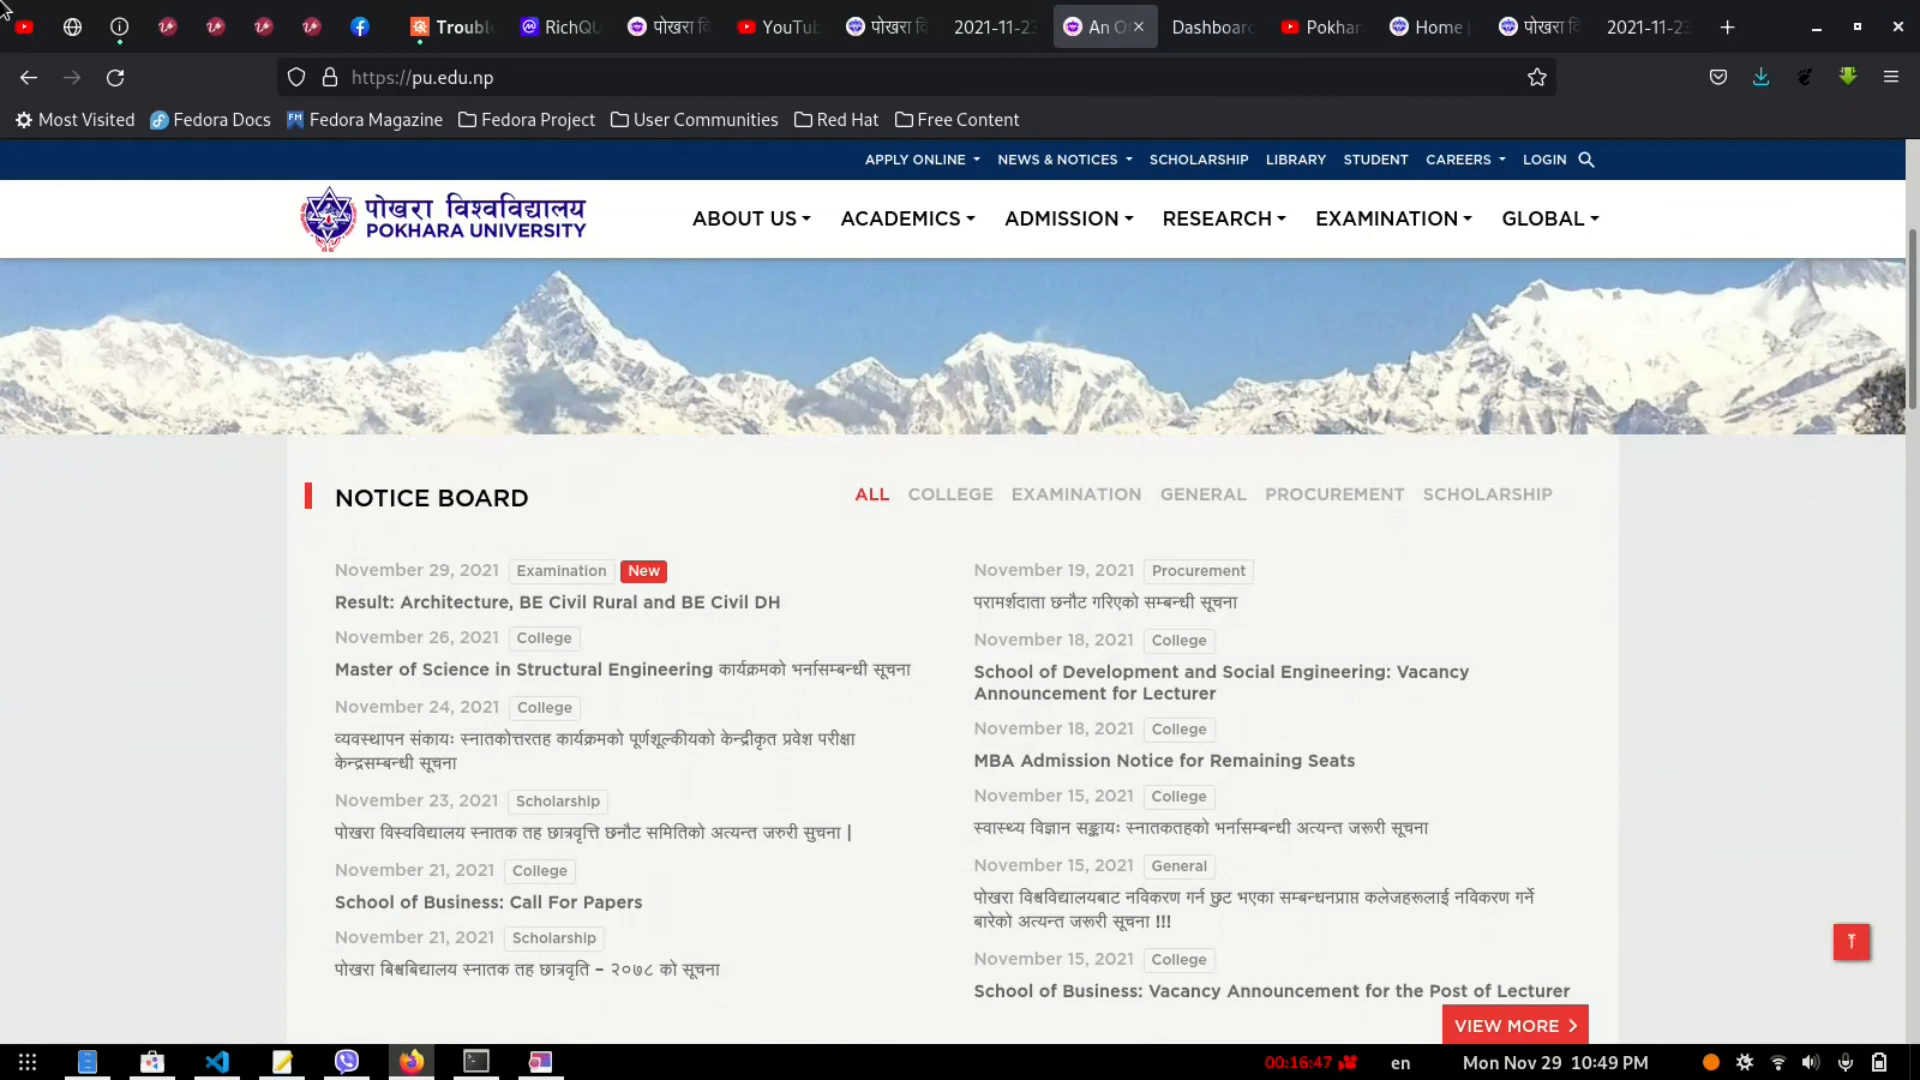 Troubl
RichQU
पोखरा वि
YouTub
पोखरा वि
2021-11-23
An O
Dashboar
Pokhar
Home |
पोखरा वि
2021-11-23
https://pu.edu.np
Most Visited
Fedora Docs
Fedora Magazine
Fedora Project
User Communities
Red Hat
Free Content
APPLY ONLINE
NEWS & NOTICES
SCHOLARSHIP
LIBRARY
STUDENT
CAREERS
LOGIN
पोखरा विश्वविद्यालय
POKHARA UNIVERSITY
ABOUT US
ACADEMICS
ADMISSION
RESEARCH
EXAMINATION
GLOBAL
NOTICE BOARD
ALL
COLLEGE
EXAMINATION
GENERAL
PROCUREMENT
SCHOLARSHIP
November 29, 2021 Examination New
Result: Architecture, BE Civil Rural and BE Civil DH
November 26, 2021 College
Master of Science in Structural Engineering कार्यक्रमको भर्नासम्बन्धी सूचना
November 24, 2021 College
व्यवस्थापन संकायः स्नातकोत्तरतह कार्यक्रमको पूर्णशूल्कीयको केन्द्रीकृत प्रवेश परीक्षा
केन्द्रसम्बन्धी सूचना
November 23, 2021 Scholarship
पोखरा विस्वविद्यालय स्नातक तह छात्रवृत्ति छनौट समितिको अत्यन्त जरुरी सुचना |
November 21, 2021 College
School of Business: Call For Papers
November 21, 2021 Scholarship
पोखरा बिश्वबिद्यालय स्नातक तह छात्रवृति – २०७८ को सूचना
November 19, 2021 Procurement
परामर्शदाता छनौट गरिएको सम्बन्धी सूचना
November 18, 2021 College
School of Development and Social Engineering: Vacancy
Announcement for Lecturer
November 18, 2021 College
MBA Admission Notice for Remaining Seats
November 15, 2021 College
स्वास्थ्य विज्ञान सङ्कायः स्नातकतहको भर्नासम्बन्धी अत्यन्त जरूरी सूचना
November 15, 2021 General
पोखरा विश्वविद्यालयबाट नविकरण गर्न छुट भएका सम्बन्धनप्राप्त कलेजहरूलाई नविकरण गर्ने
बारेको अत्यन्त जरूरी सूचना !!!
November 15, 2021 College
School of Business: Vacancy Announcement for the Post of Lecturer
VIEW MORE
00:16:47
en
Mon Nov 29 10:49 PM